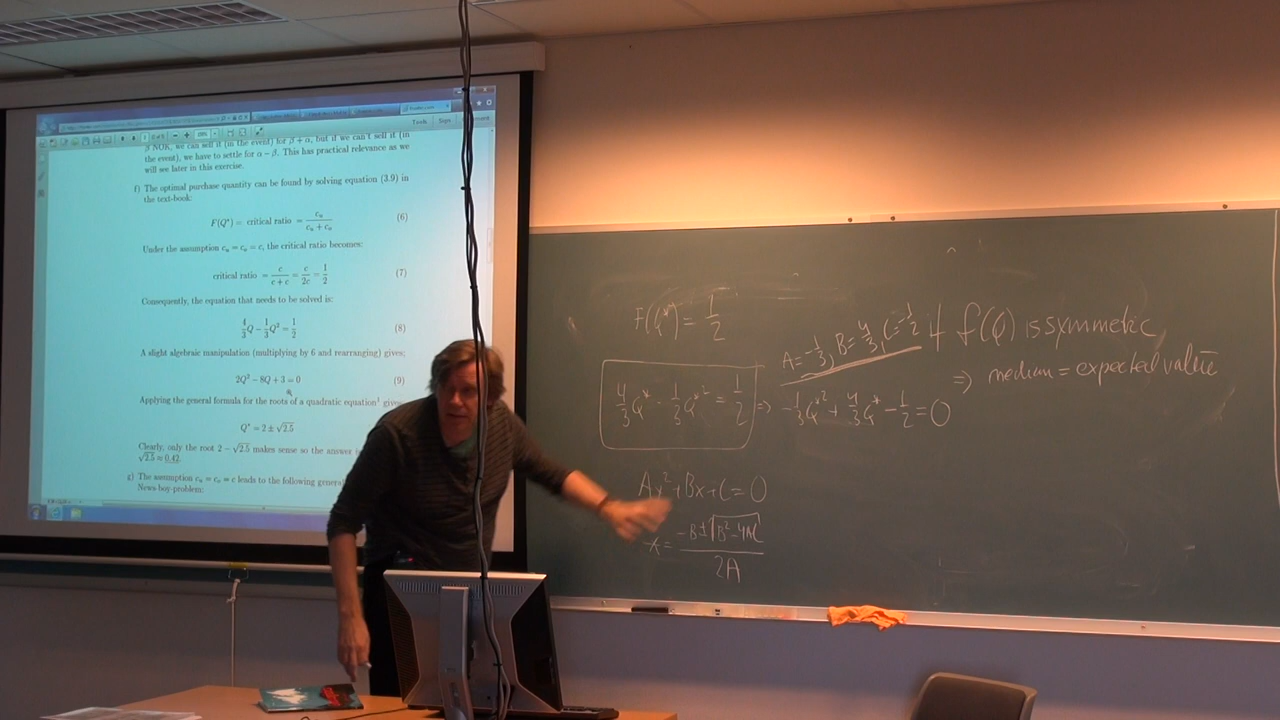 β NOK, we can sell it (in the event) for β + α, but if we can't sell it (in
the event), we have to settle for α − β. This has practical relevance as we
will see later in this exercise.
f) The optimal purchase quantity can be found by solving equation (3.9) in
the text-book:
F(Q*) = critical ratio = cᵤ / (cₒ + cᵤ) (6)
Under the assumption cᵤ = cₒ = c, the critical ratio becomes:
critical ratio = c/(c + c) = c/2c = 1/2 (7)
Consequently, the equation that needs to be solved is:
4/3 Q − 1/3 Q² = 1/2 (8)
A slight algebraic manipulation (multiplying by 6 and rearranging) gives;
2Q² − 8Q + 3 = 0 (9)
Applying the general formula for the roots of a quadratic equation¹
Q* = 2 ± √2.5
Clearly, only the root 2 − √2.5 makes sense so the answer
√2.5 ≈ 0.42.
g) The assumption cᵤ = cₒ = c leads to the following
News-boy-problem:
Tools Sign
F(Q*) = 1/2
4/3 Q* - 1/3 Q*² = 1/2
⇒ -1/3 Q*² + 4/3 Q* - 1/2 = 0
A=-1/3, B=4/3, C=-1/2
Ax²+Bx+C=0
x = (-B±√(B²-4AC))/2A
if f(Q) is symmetric
⇒ median = expected value